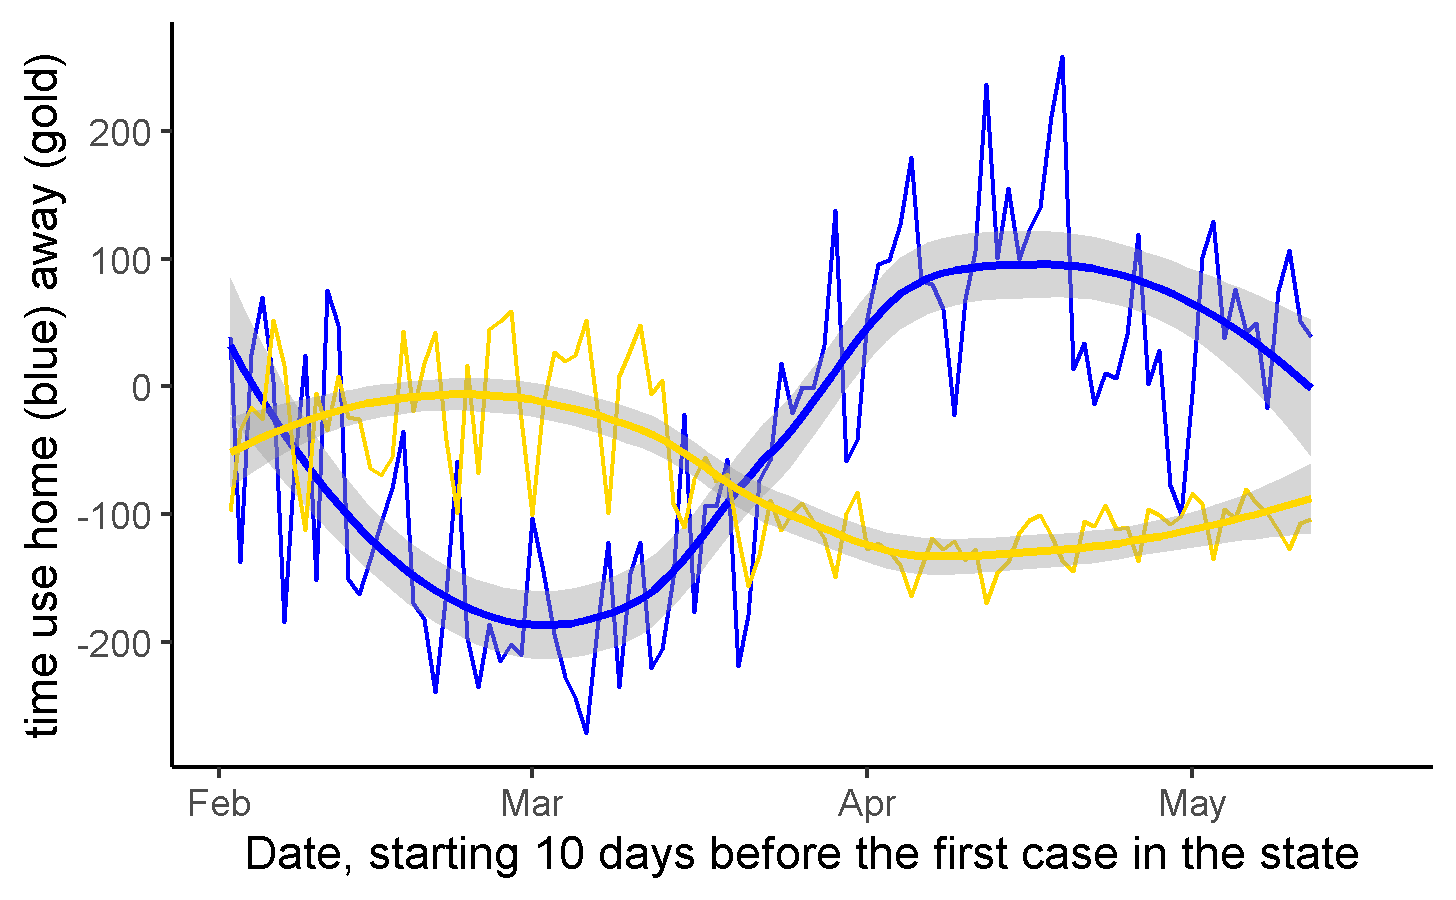 time use home (blue) away (gold)
200
100
0
-100
-200
Feb
Mar
Apr
May
Date, starting 10 days before the first case in the state